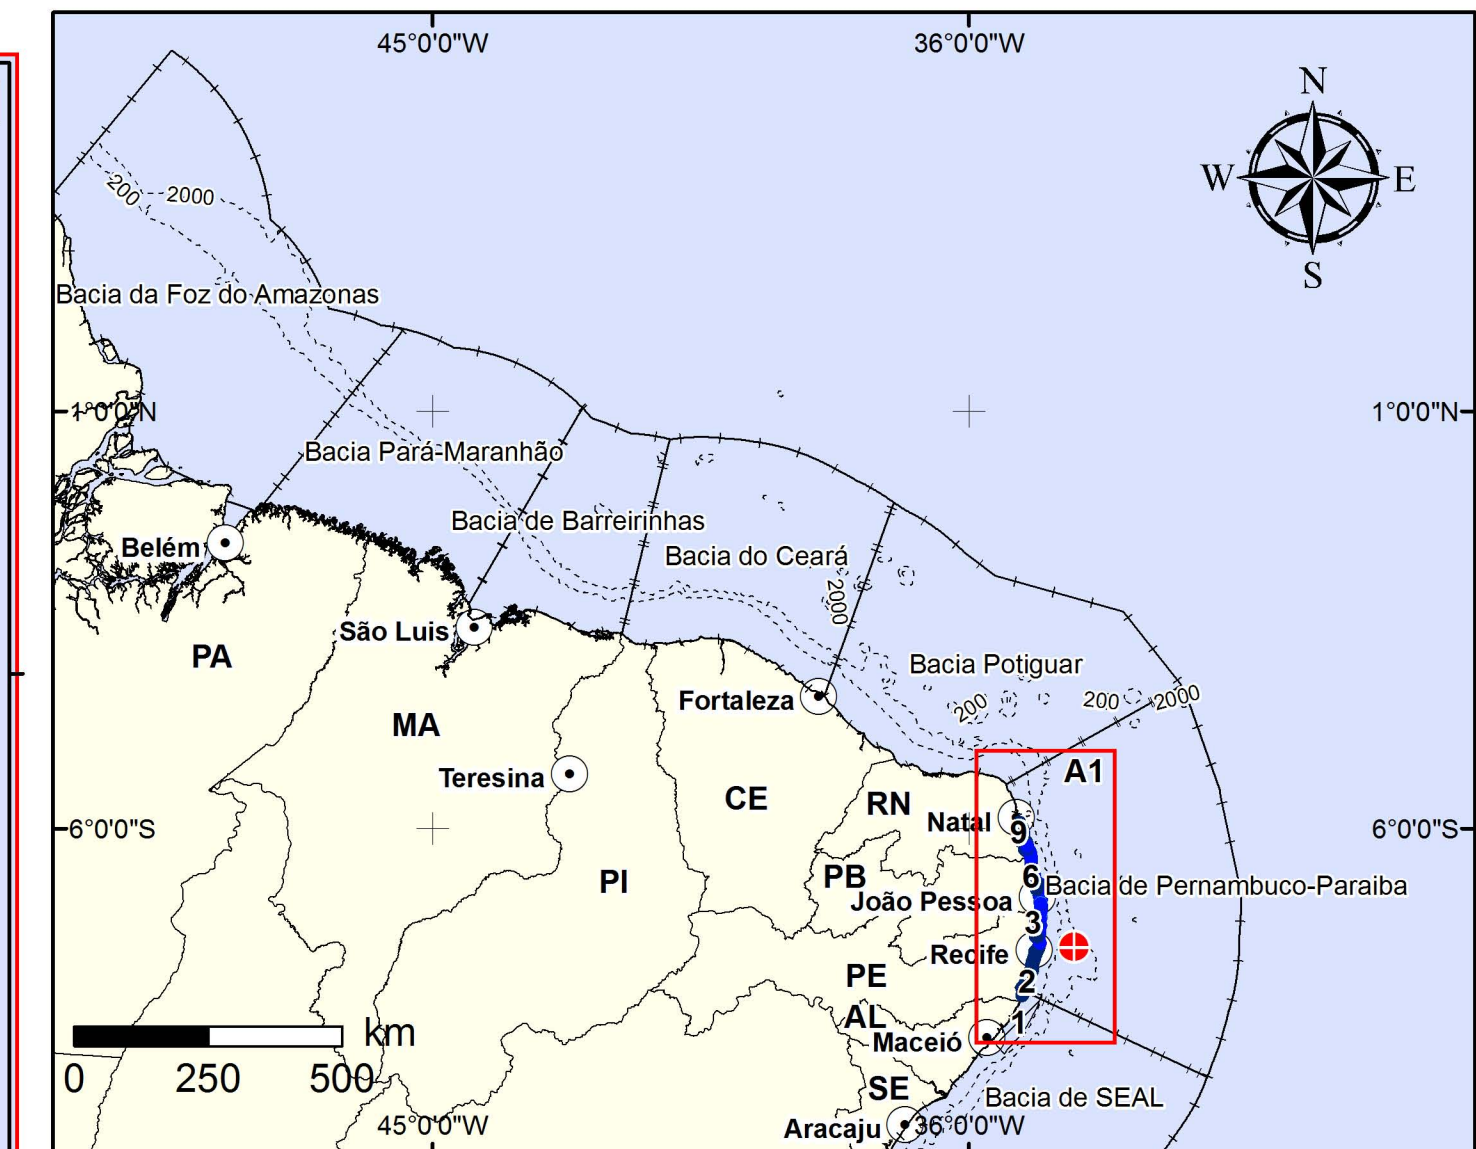 45°0'0"W
36°0'0"W
N
W
E
S
200
2000
Bacia da Foz do Amazonas
1°0'0"N
1°0'0"N
Bacia Pará-Maranhão
Bacia de Barreirinhas
Belém
Bacia do Ceará
2000
São Luis
PA
Bacia Potiguar
Fortaleza
200
200
2000
MA
A1
Teresina
CE
RN
Natal
9
6°0'0"S
6°0'0"S
PI
PB
6
Bacia de Pernambuco-Paraiba
João Pessoa
3
Recife
PE
2
AL
1
km
Maceió
0
250
500
SE
Bacia de SEAL
45°0'0"W
Aracaju
36°0'0"W